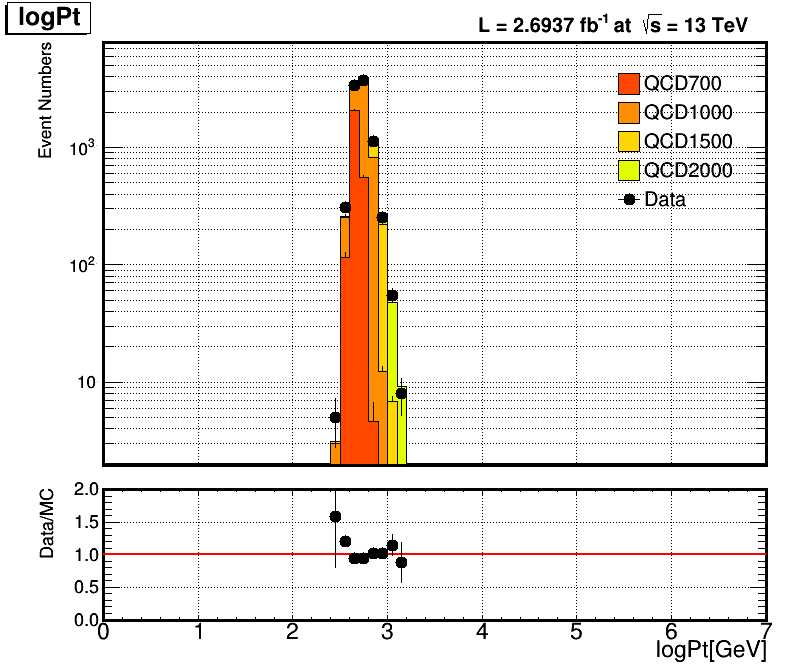 logPt
L = 2.6937 fb⁻¹ at √s = 13 TeV
Event Numbers
10³
10²
10
QCD700
QCD1000
QCD1500
QCD2000
Data
Data/MC
2.0
1.5
1.0
0.5
0.0
0 1 2 3 4 5 6 7
logPt[GeV]